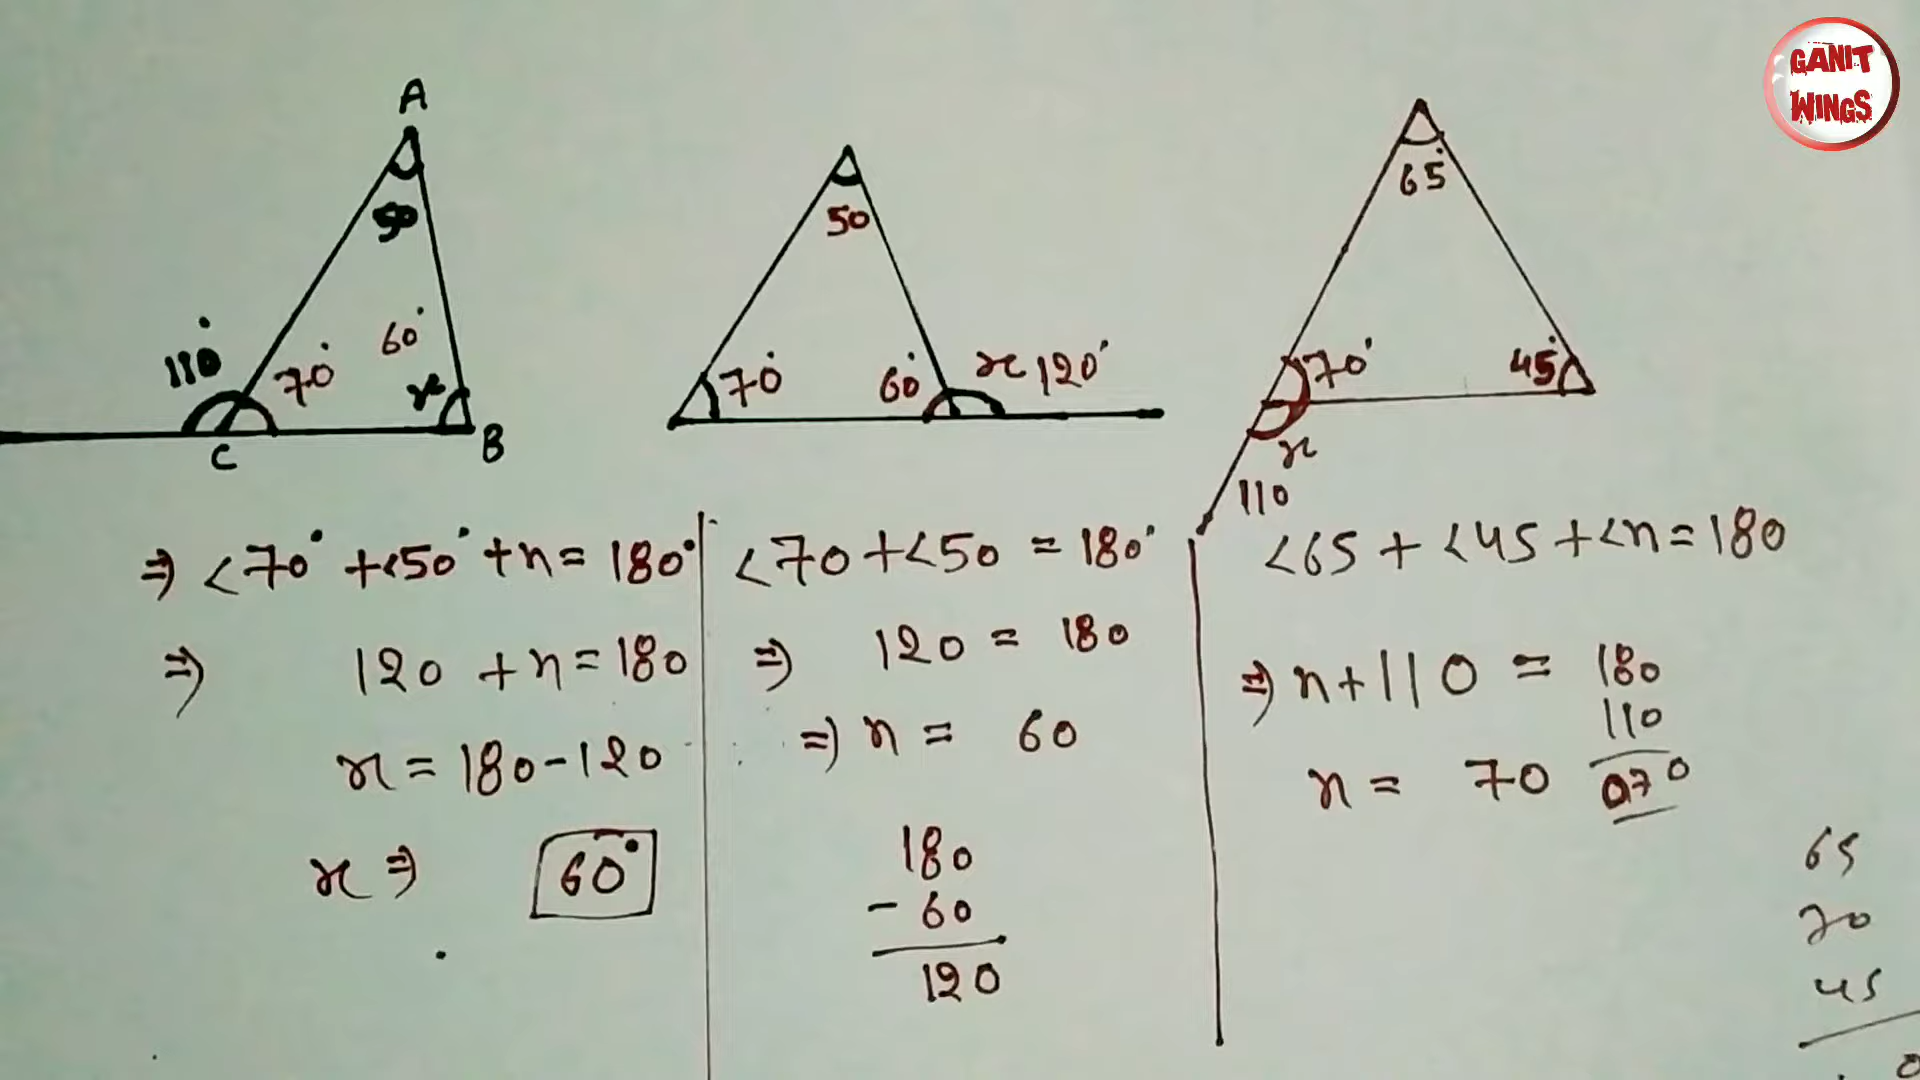 GANIT
WINGS
A
50
60°
110°
70°
x
C
B
50
70°
60°
x 120°
65°
70°
45°
x
110
⇒ <70° + <50° + x = 180°
⇒ 120 + x = 180
x = 180 - 120
x ⇒ 60°
<70 + <50 = 180°
⇒ 120 = 180
⇒ x = 60
180
- 60
120
<65 + <45 + <x = 180
⇒ x + 110 = 180
110
x = 70 070
65
70
45
0